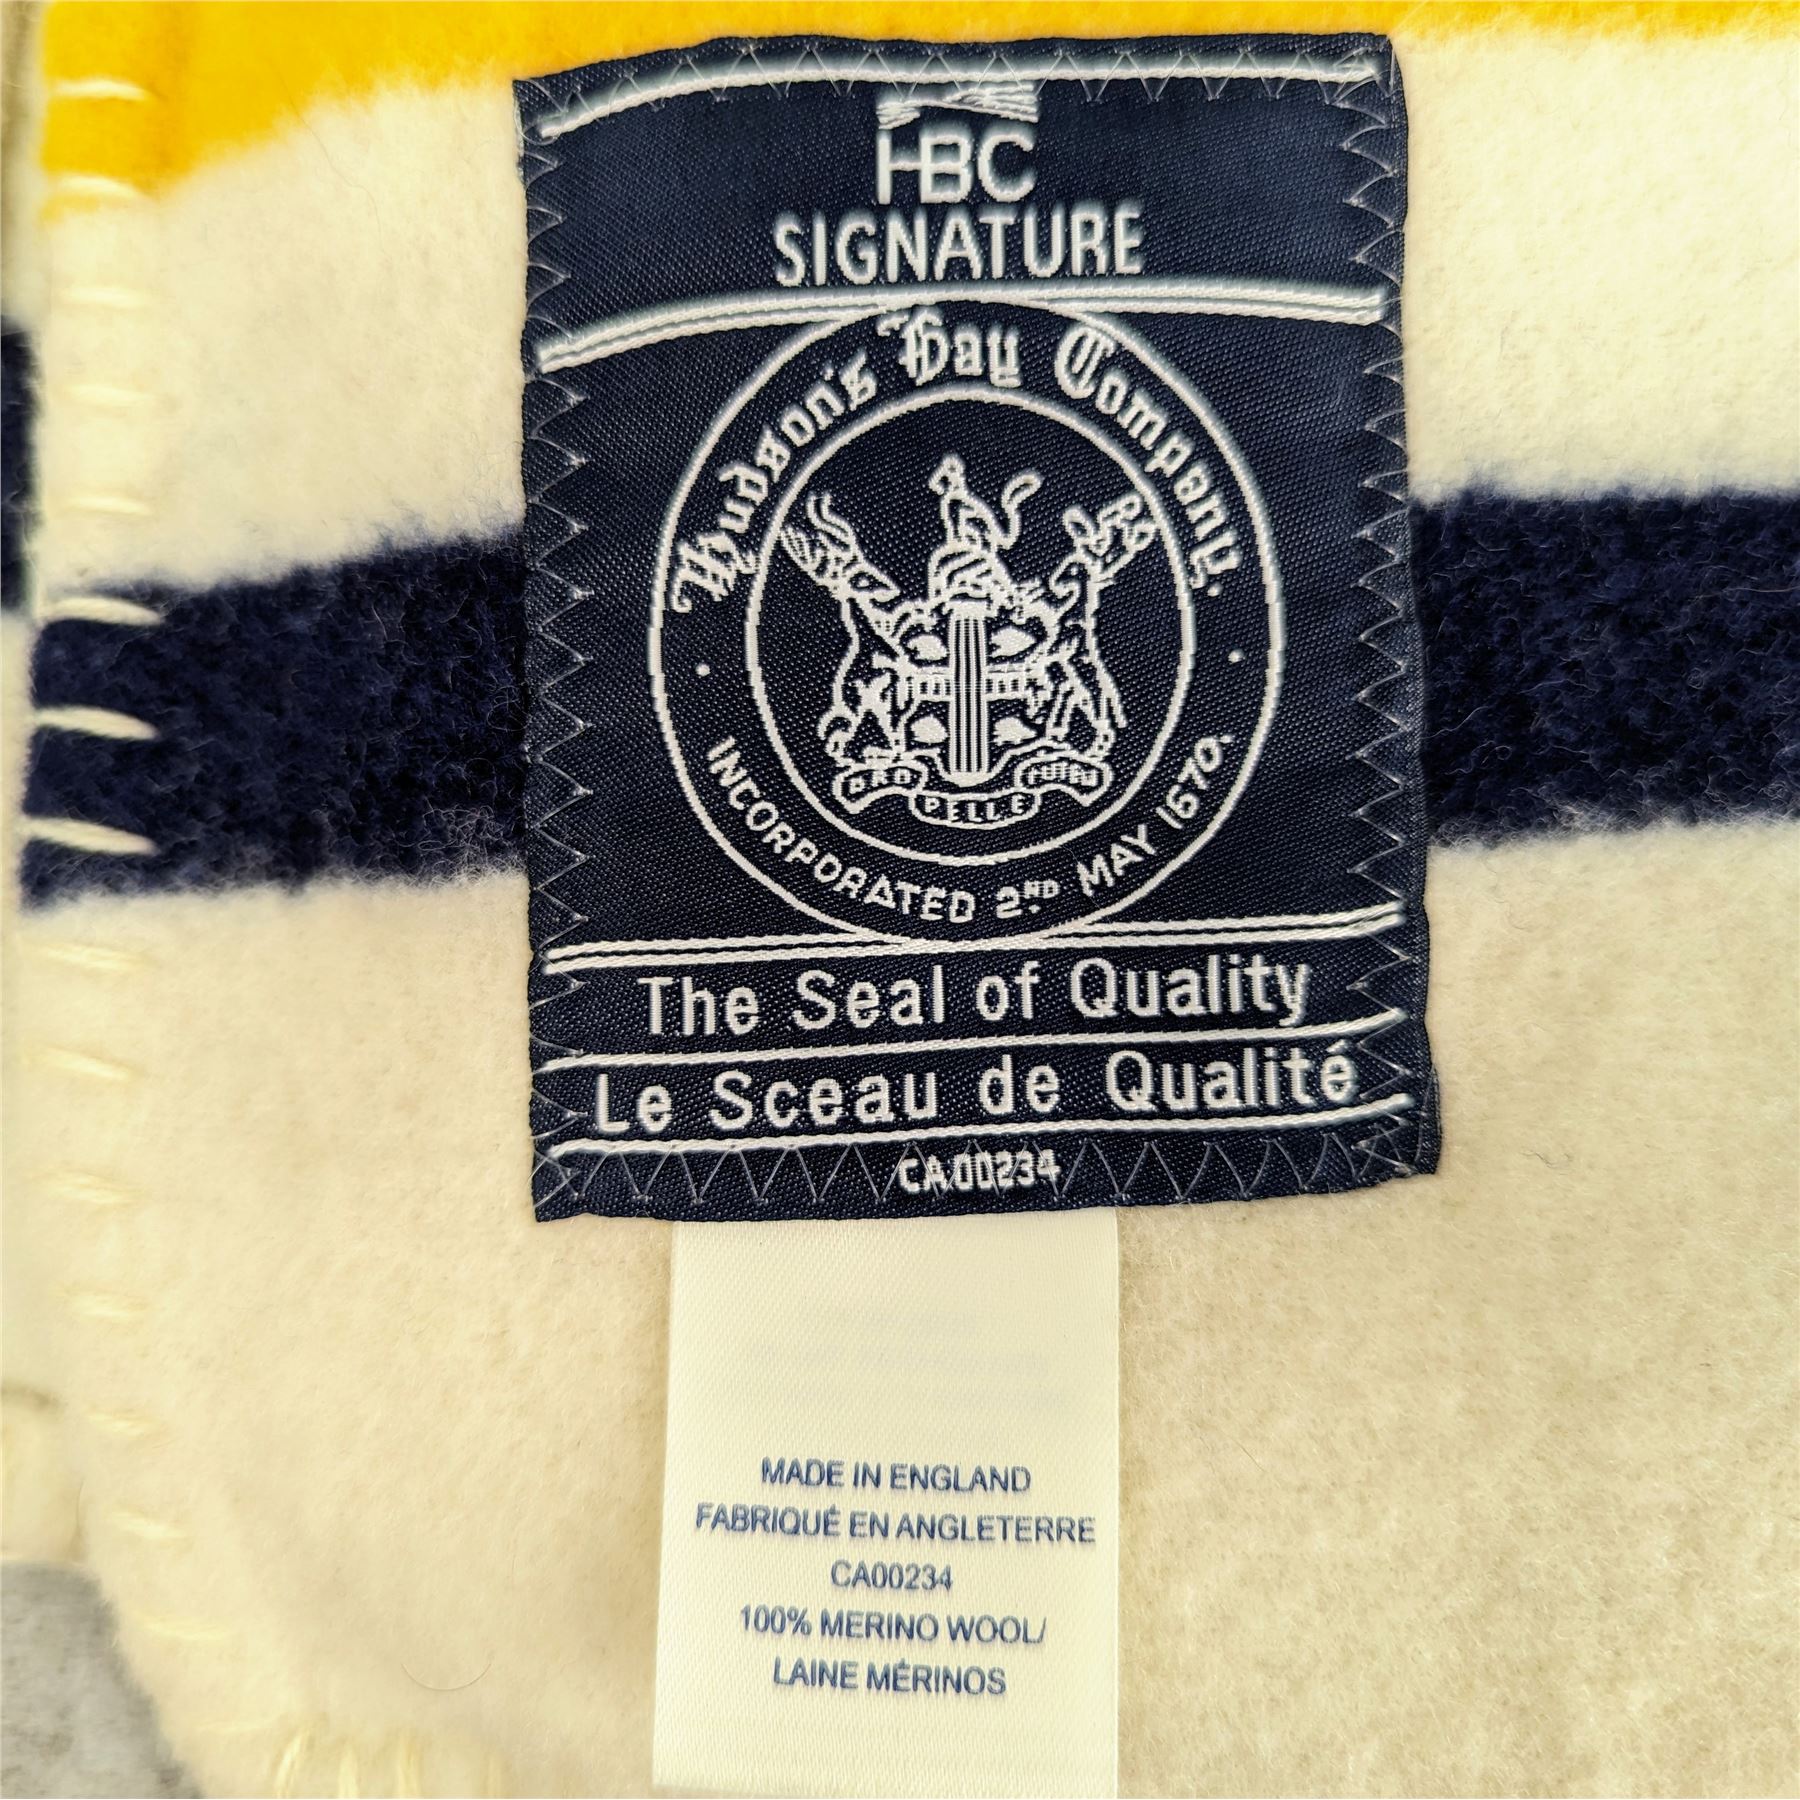 HBC
SIGNATURE
Hudson's Bay Company.
PRO PELLE CUTEM
INCORPORATED 2ND MAY 1670.
The Seal of Quality
Le Sceau de Qualité
CA00234
MADE IN ENGLAND
FABRIQUÉ EN ANGLETERRE
CA00234
100% MERINO WOOL/
LAINE MÉRINOS